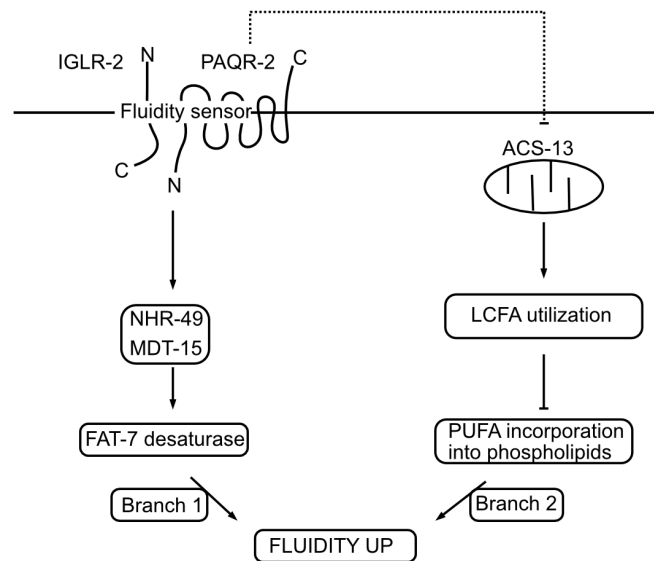 IGLR-2
N
PAQR-2
C
Fluidity sensor
C
N
ACS-13
NHR-49
MDT-15
LCFA utilization
FAT-7 desaturase
PUFA incorporation
into phospholipids
Branch 1
Branch 2
FLUIDITY UP